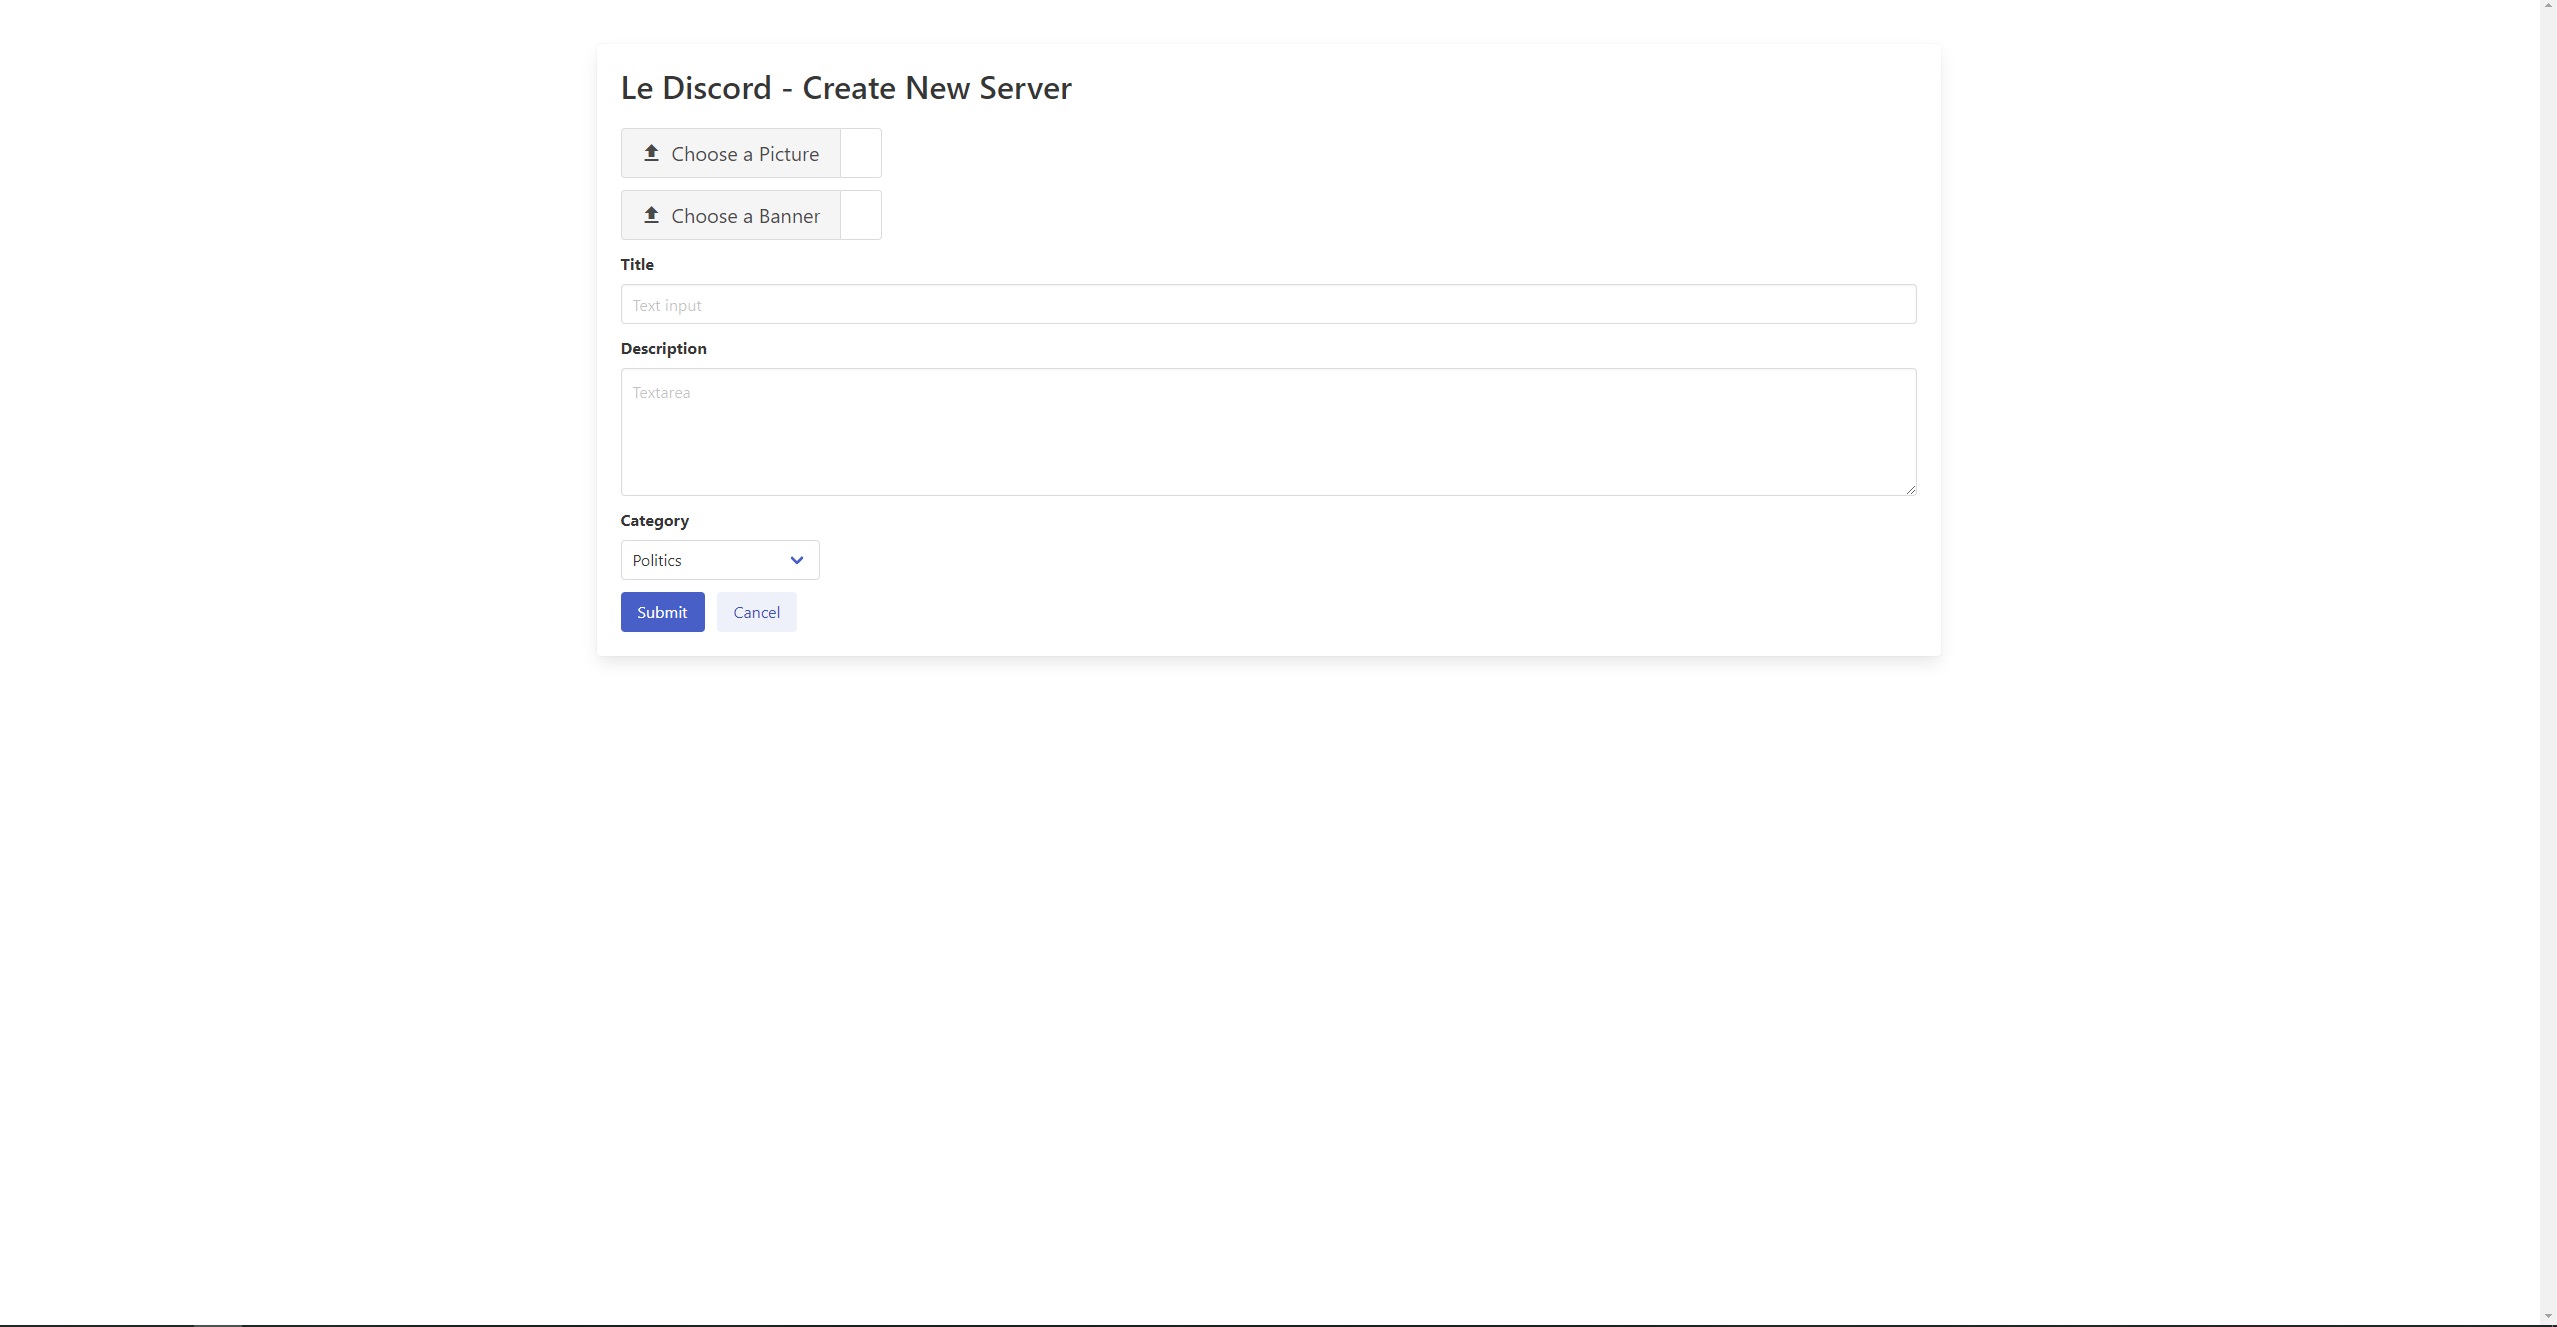 Le Discord - Create New Server
Choose a Picture
Choose a Banner
Title
Text input
Description
Textarea
Category
Politics
Submit Cancel